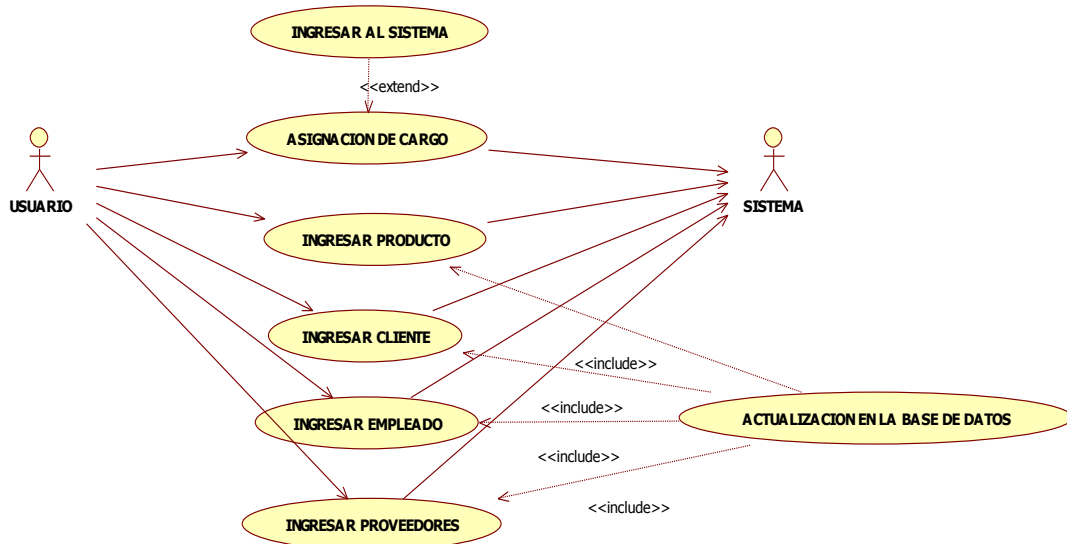 INGRESAR AL SISTEMA
<<extend>>
ASIGNACION DE CARGO
USUARIO
SISTEMA
INGRESAR PRODUCTO
INGRESAR CLIENTE
<<include>>
<<include>>
INGRESAR EMPLEADO
ACTUALIZACION EN LA BASE DE DATOS
<<include>>
<<include>>
INGRESAR PROVEEDORES